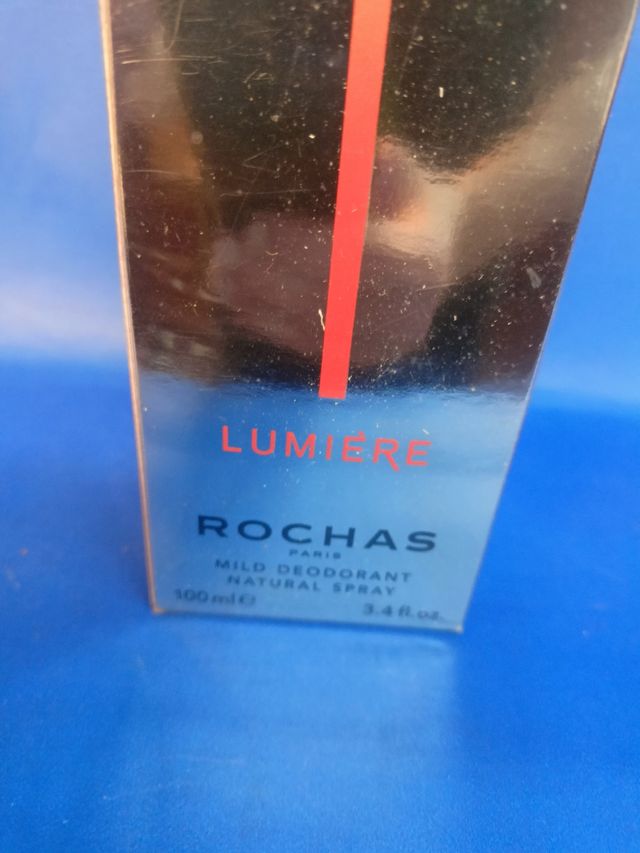 LUMIÈRE
ROCHAS
PARIS
MILD DEODORANT
NATURAL SPRAY
100 ml ℮ 3.4 fl. oz.